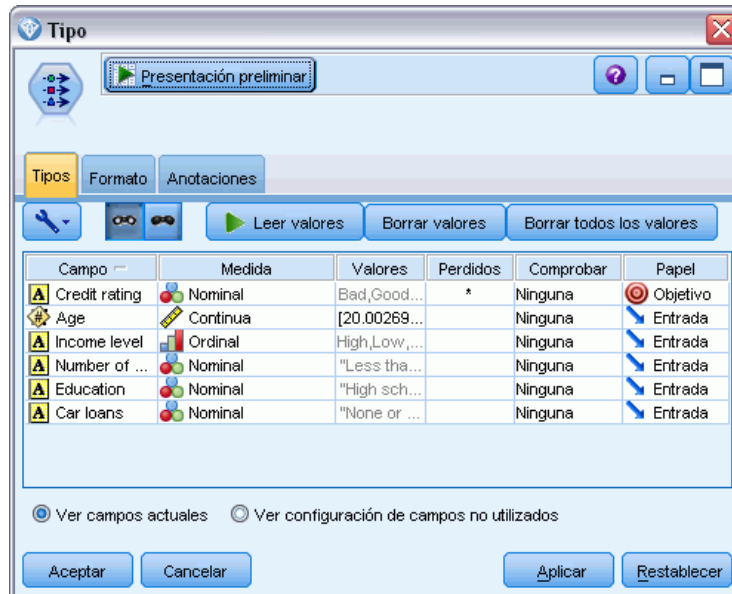 Tipo
Presentación preliminar
Tipos Formato Anotaciones
Leer valores Borrar valores Borrar todos los valores
Campo Medida Valores Perdidos Comprobar Papel
A Credit rating Nominal Bad,Good... * Ninguna Objetivo
# Age Continua [20.00269... Ninguna Entrada
A Income level Ordinal High,Low,... Ninguna Entrada
A Number of ... Nominal "Less tha... Ninguna Entrada
A Education Nominal "High sch... Ninguna Entrada
A Car loans Nominal "None or ... Ninguna Entrada
Ver campos actuales Ver configuración de campos no utilizados
Aceptar Cancelar Aplicar Restablecer